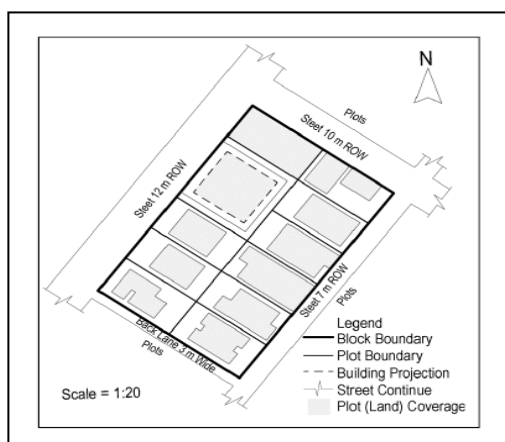 N
Plots
Steet 10 m ROW
Steet 12 m ROW
Steet 7 m ROW
Plots
Back Lane 3 m Wide
Plots
Legend
Block Boundary
Plot Boundary
Building Projection
Street Continue
Plot (Land) Coverage
Scale = 1:20